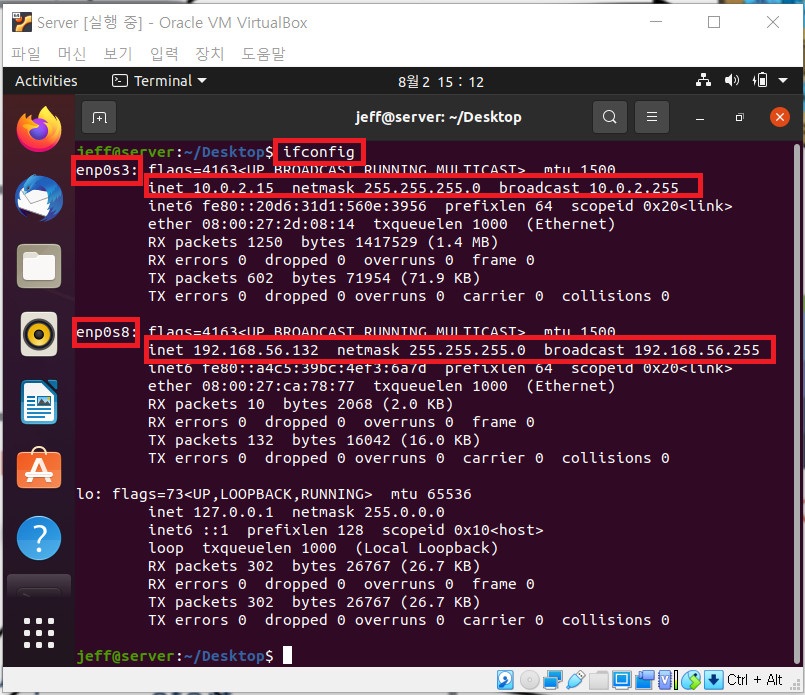 Server [실행 중] - Oracle VM VirtualBox
파일 머신 보기 입력 장치 도움말
Activities Terminal 8월 2 15 : 12
jeff@server: ~/Desktop
jeff@server:~/Desktop$ ifconfig
enp0s3: flags=4163<UP,BROADCAST,RUNNING,MULTICAST> mtu 1500
inet 10.0.2.15 netmask 255.255.255.0 broadcast 10.0.2.255
inet6 fe80::20d6:31d1:560e:3956 prefixlen 64 scopeid 0x20<link>
ether 08:00:27:2d:08:14 txqueuelen 1000 (Ethernet)
RX packets 1250 bytes 1417529 (1.4 MB)
RX errors 0 dropped 0 overruns 0 frame 0
TX packets 602 bytes 71954 (71.9 KB)
TX errors 0 dropped 0 overruns 0 carrier 0 collisions 0
enp0s8: flags=4163<UP,BROADCAST,RUNNING,MULTICAST> mtu 1500
inet 192.168.56.132 netmask 255.255.255.0 broadcast 192.168.56.255
inet6 fe80::a4c5:39bc:4ef3:6a7d prefixlen 64 scopeid 0x20<link>
ether 08:00:27:ca:78:77 txqueuelen 1000 (Ethernet)
RX packets 10 bytes 2068 (2.0 KB)
RX errors 0 dropped 0 overruns 0 frame 0
TX packets 132 bytes 16042 (16.0 KB)
TX errors 0 dropped 0 overruns 0 carrier 0 collisions 0
lo: flags=73<UP,LOOPBACK,RUNNING> mtu 65536
inet 127.0.0.1 netmask 255.0.0.0
inet6 ::1 prefixlen 128 scopeid 0x10<host>
loop txqueuelen 1000 (Local Loopback)
RX packets 302 bytes 26767 (26.7 KB)
RX errors 0 dropped 0 overruns 0 frame 0
TX packets 302 bytes 26767 (26.7 KB)
TX errors 0 dropped 0 overruns 0 carrier 0 collisions 0
jeff@server:~/Desktop$
Ctrl + Alt